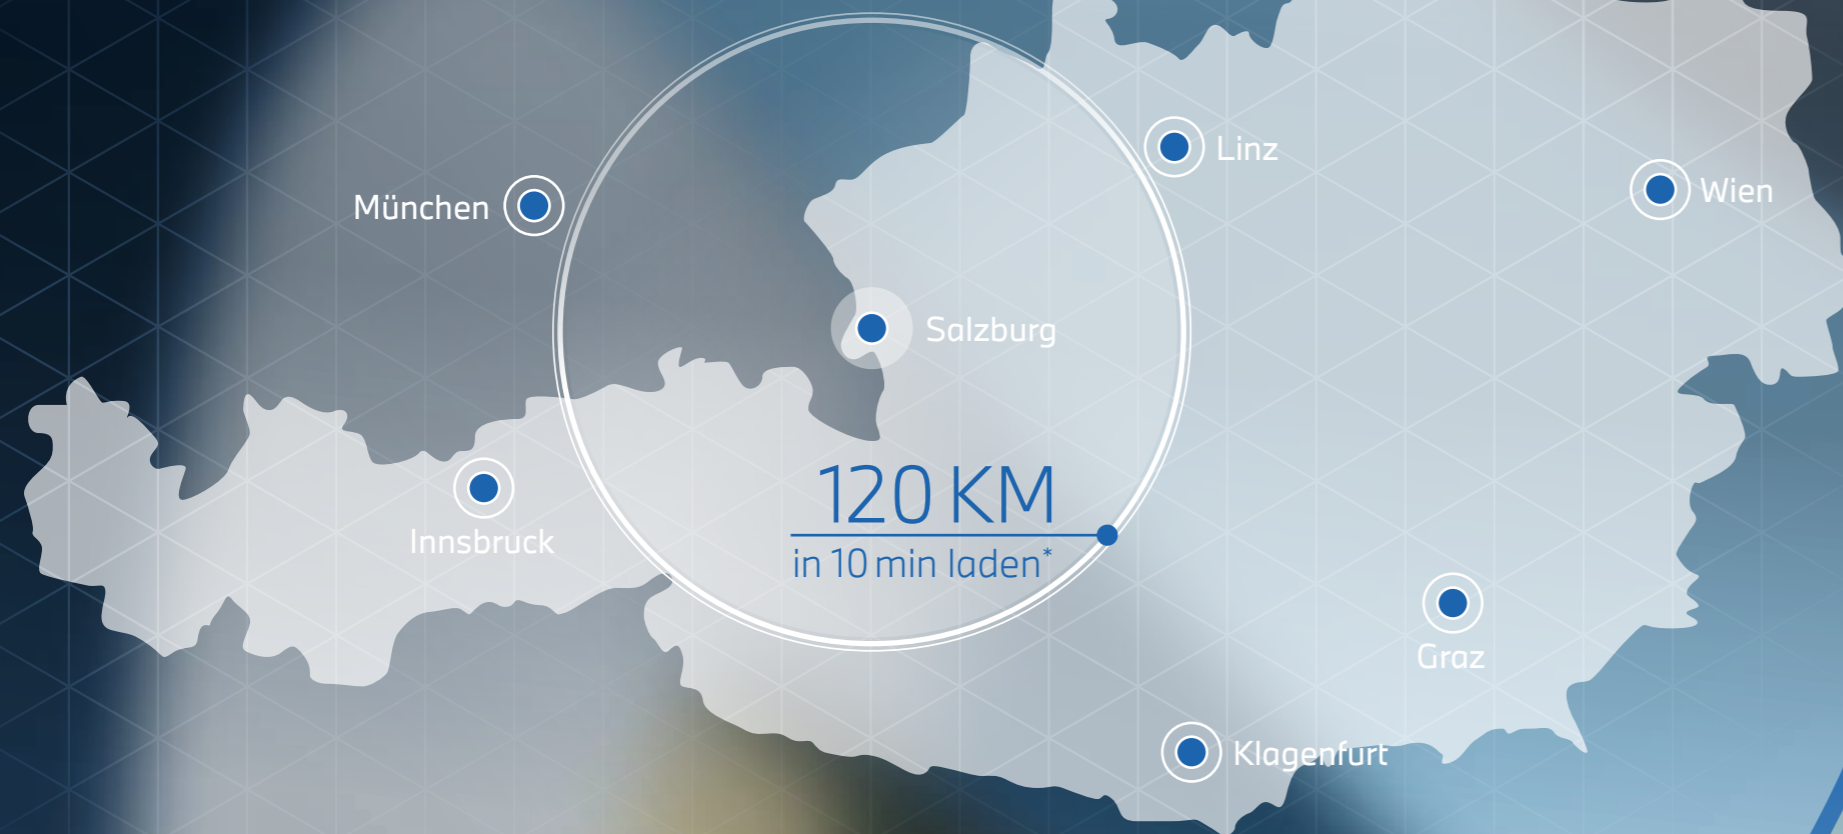 Linz
Wien
München
Salzburg
120 KM
in 10 min laden*
Innsbruck
Graz
Klagenfurt